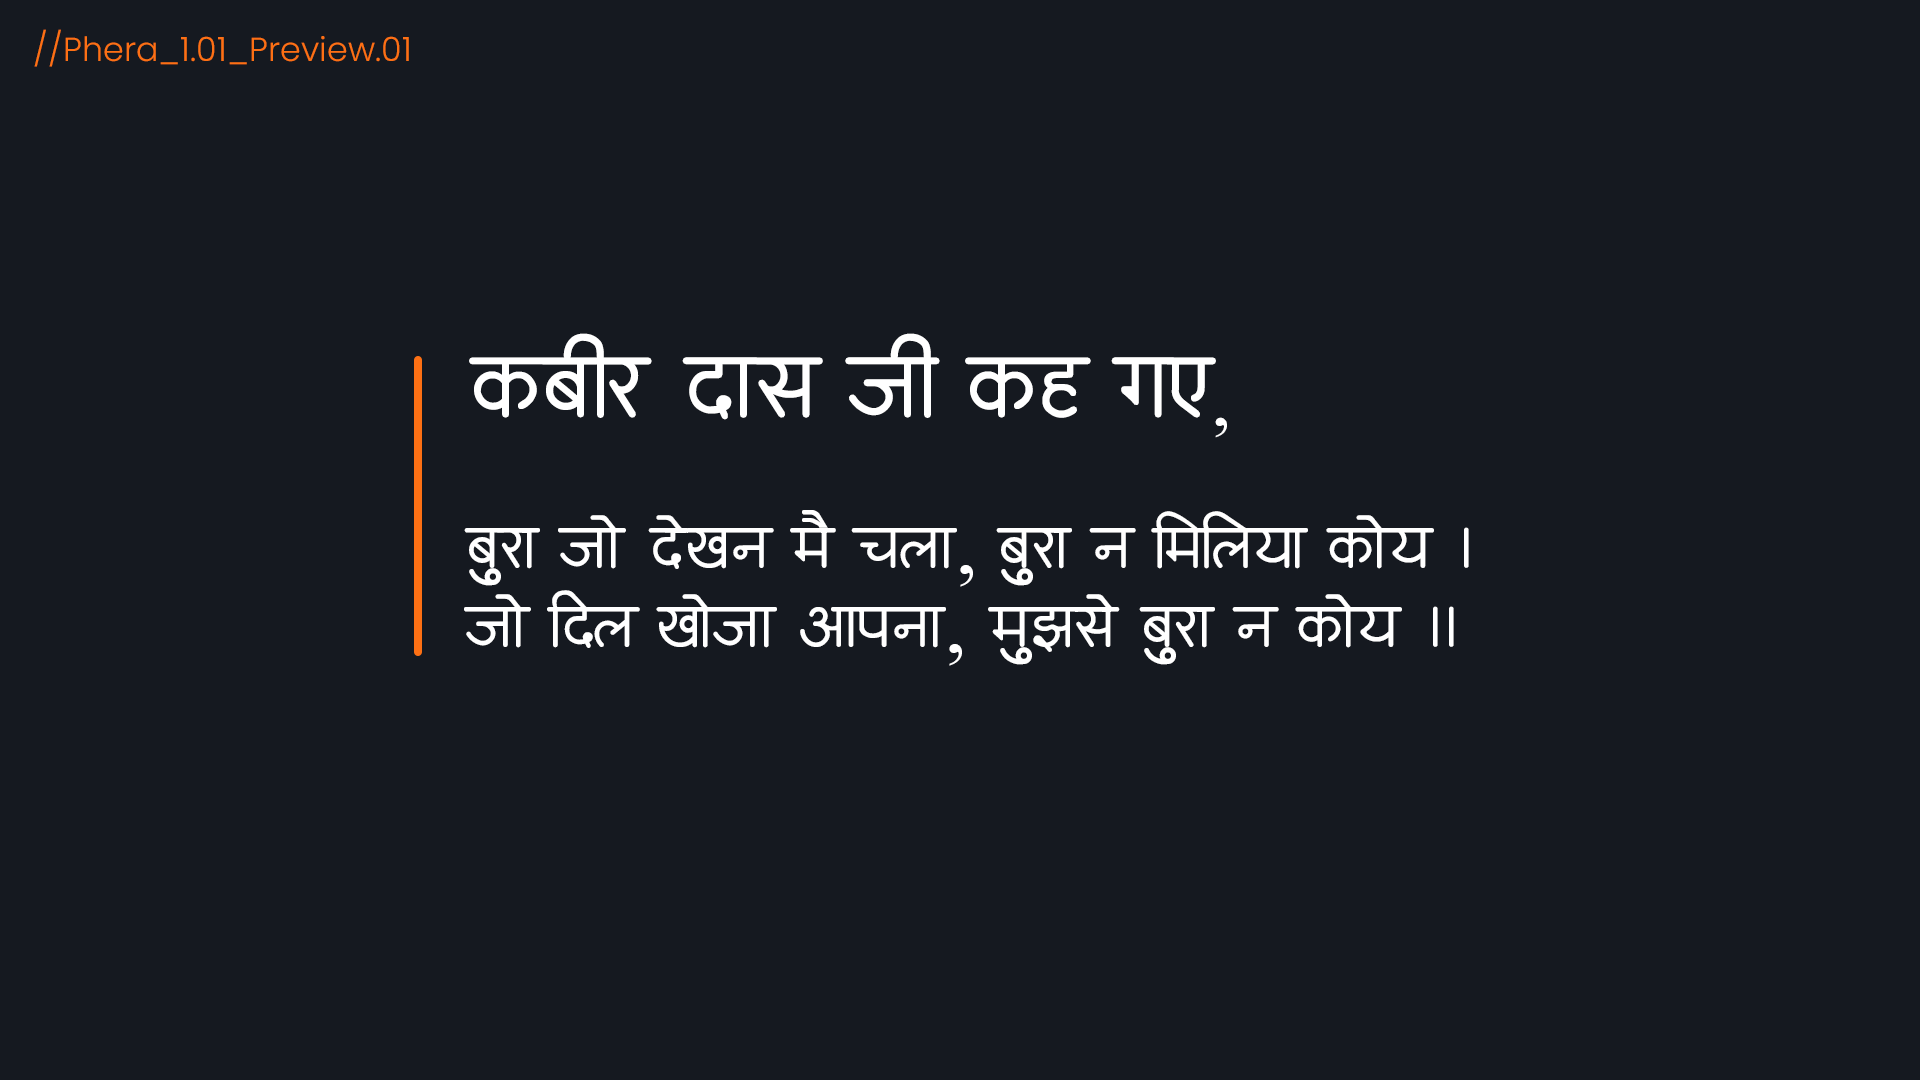 //Phera_1.01_Preview.01
कबीर दास जी कह गए,
बुरा जो देखन मै चला, बुरा न मिलिया कोय ।
जो दिल खोजा आपना, मुझसे बुरा न कोय ॥